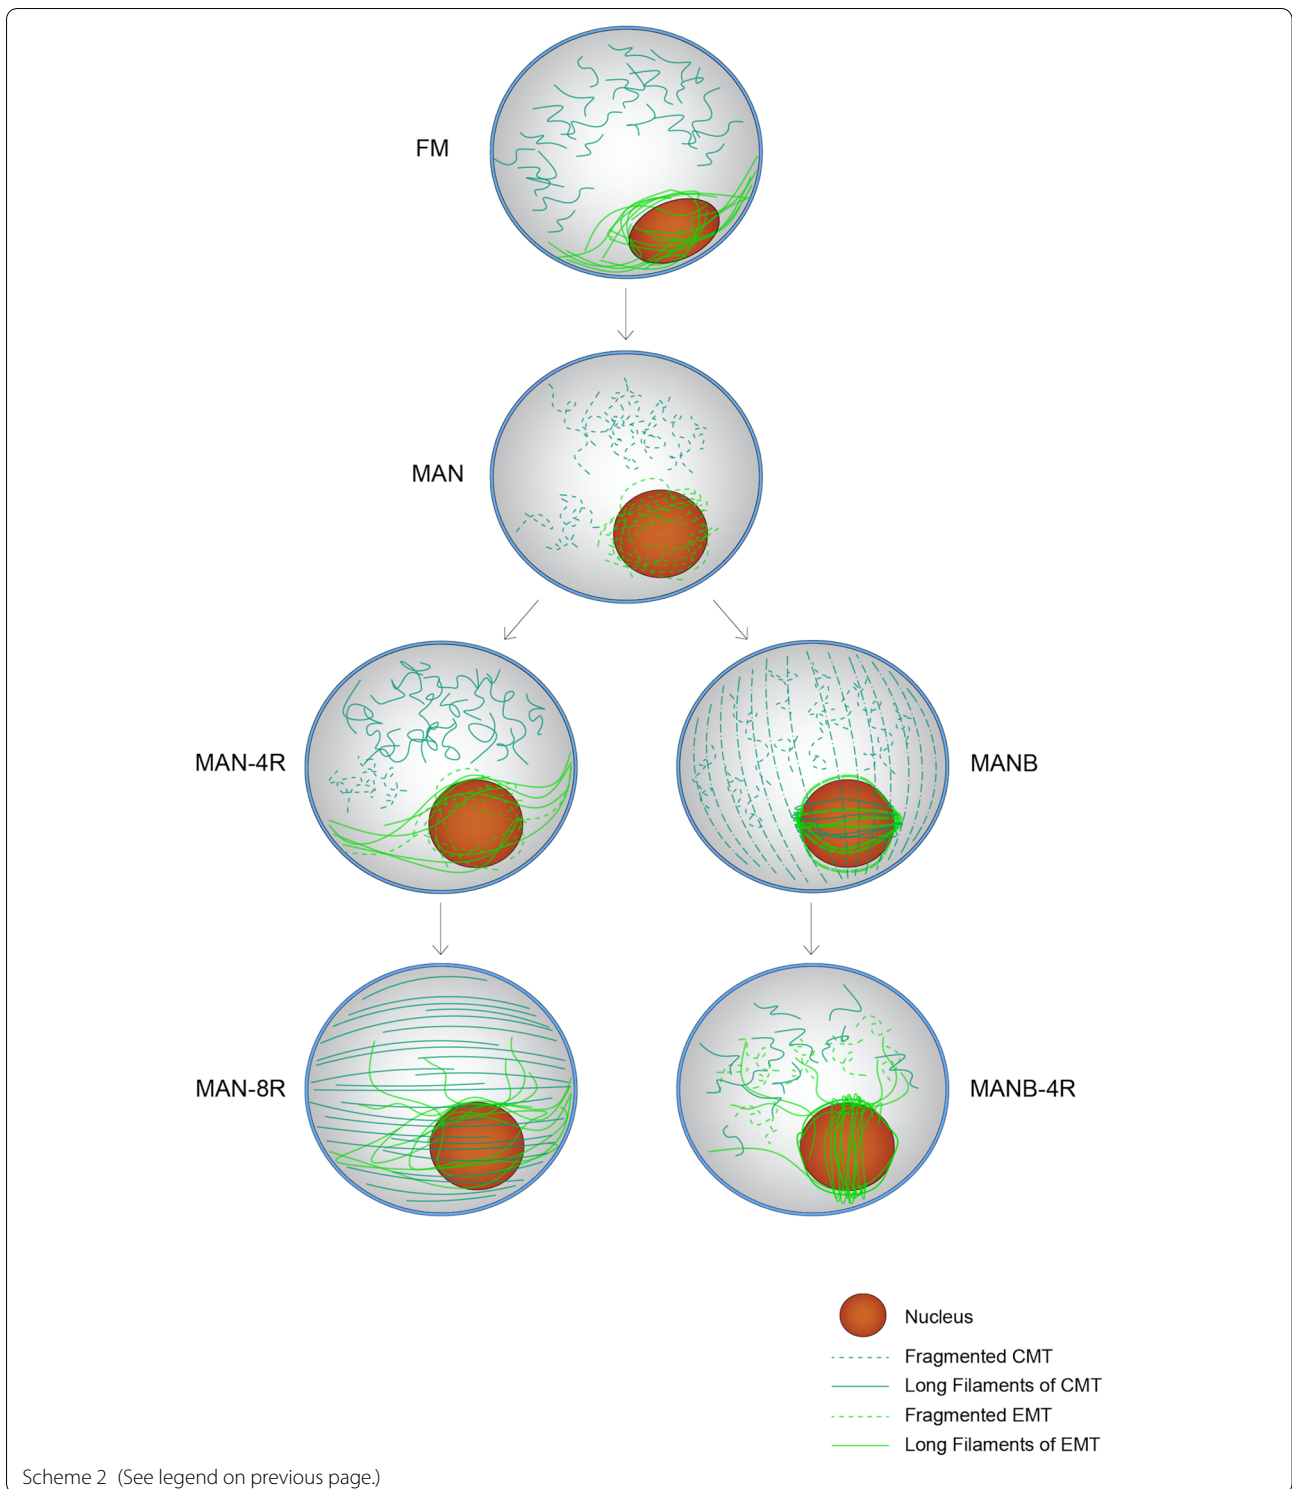 FM
MAN
MAN-4R
MANB
MAN-8R
MANB-4R
Nucleus
Fragmented CMT
Long Filaments of CMT
Fragmented EMT
Long Filaments of EMT
Scheme 2 (See legend on previous page.)